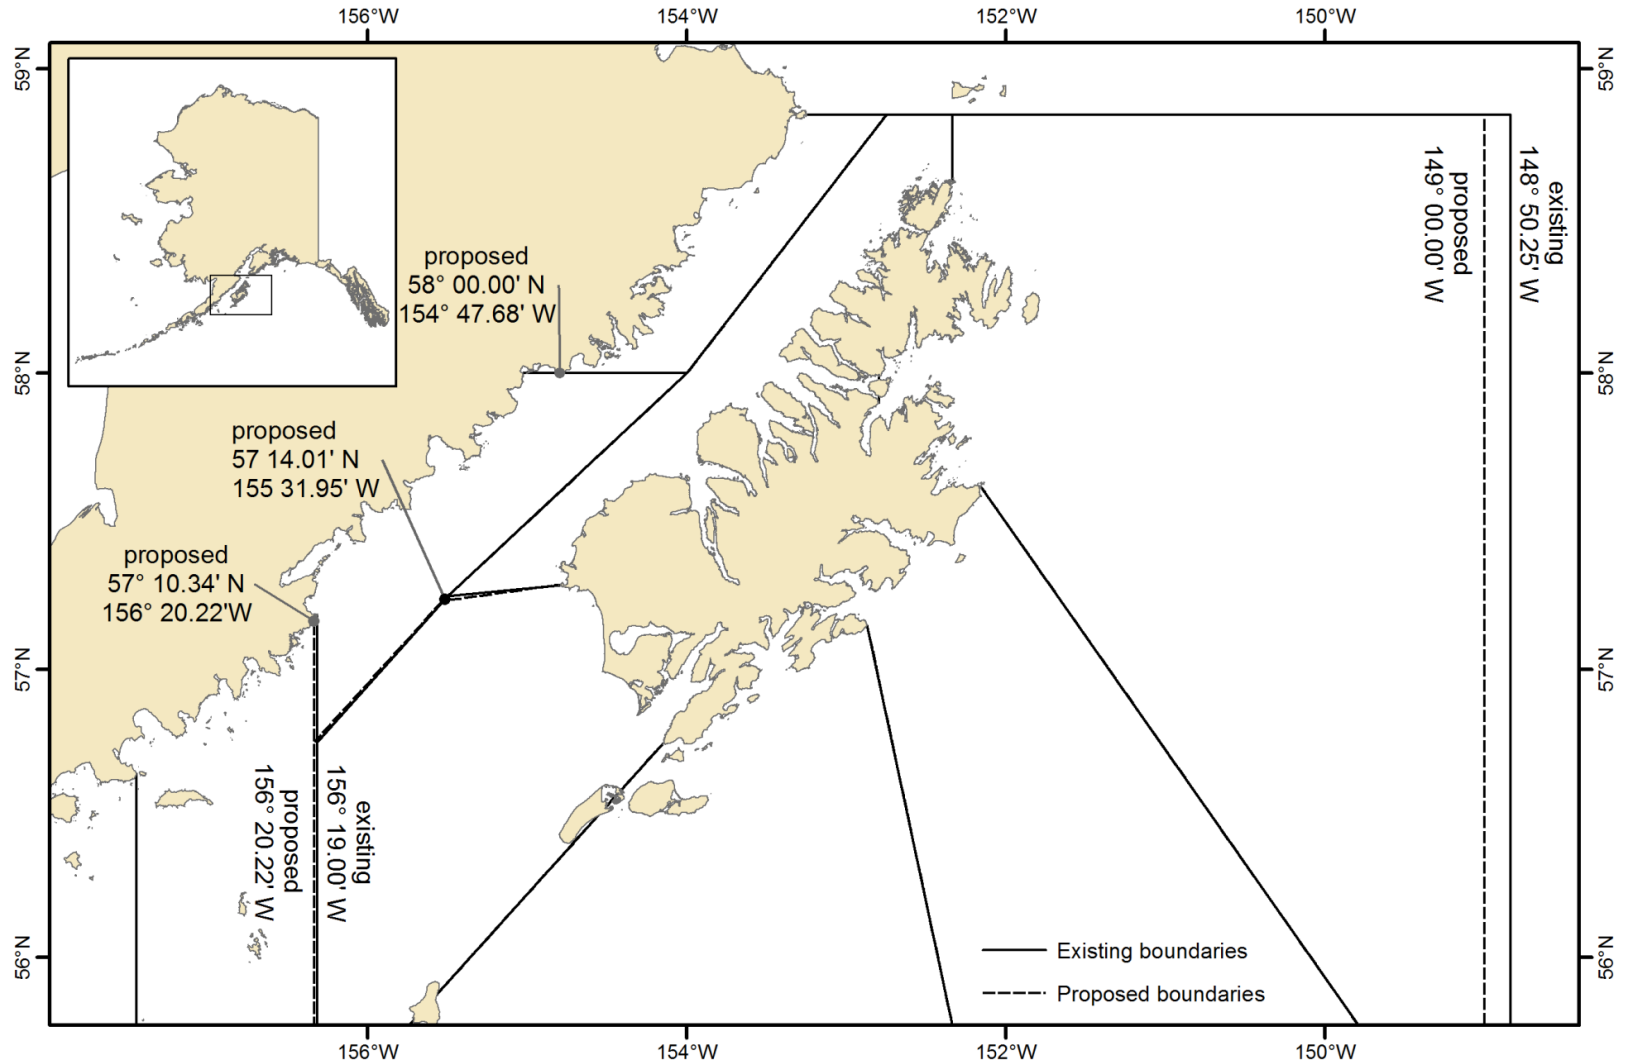 156°W
154°W
152°W
150°W
59°N
59°N
proposed
58° 00.00' N
154° 47.68' W
149° 00.00' W
proposed
148° 50.25' W
existing
58°N
58°N
proposed
57 14.01' N
155 31.95' W
proposed
57° 10.34' N
156° 20.22'W
57°N
57°N
156° 20.22' W
proposed
156° 19.00' W
existing
56°N
56°N
Existing boundaries
Proposed boundaries
156°W
154°W
152°W
150°W